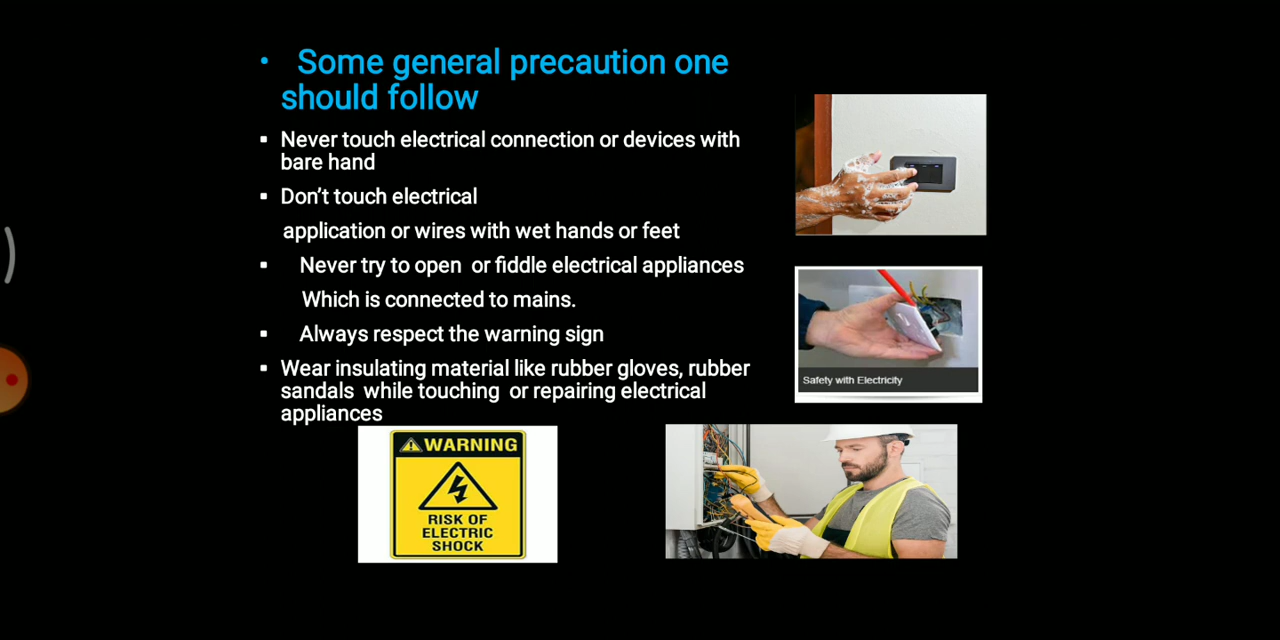 • Some general precaution one
should follow
▪ Never touch electrical connection or devices with
bare hand
▪ Don't touch electrical
application or wires with wet hands or feet
▪ Never try to open or fiddle electrical appliances
Which is connected to mains.
▪ Always respect the warning sign
▪ Wear insulating material like rubber gloves, rubber
sandals while touching or repairing electrical
appliances
Safety with Electricity
WARNING
RISK OF
ELECTRIC
SHOCK